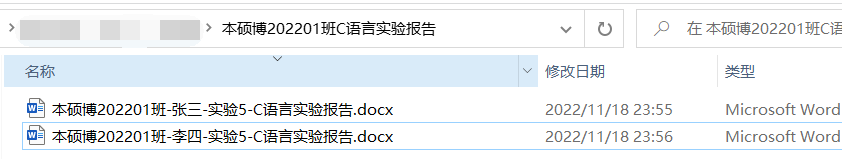 本硕博202201班C语言实验报告
在 本硕博202201班C语
名称 修改日期 类型
本硕博202201班-张三-实验5-C语言实验报告.docx 2022/11/18 23:55 Microsoft Word
本硕博202201班-李四-实验5-C语言实验报告.docx 2022/11/18 23:56 Microsoft Word